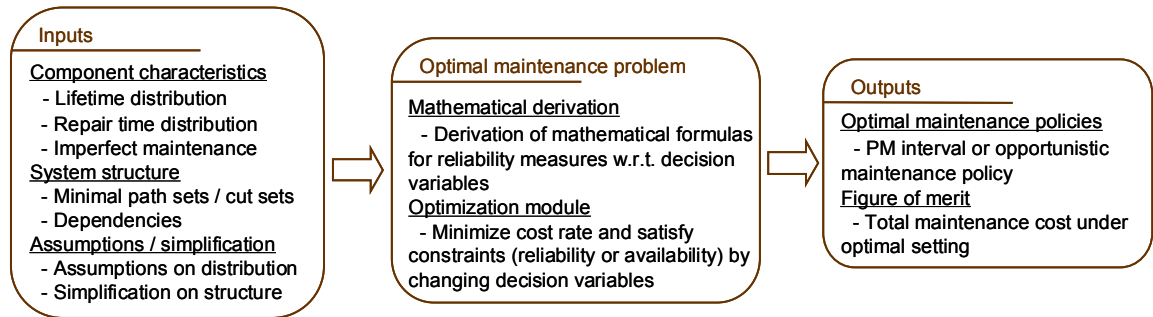 Inputs
Component characteristics
- Lifetime distribution
- Repair time distribution
- Imperfect maintenance
System structure
- Minimal path sets / cut sets
- Dependencies
Assumptions / simplification
- Assumptions on distribution
- Simplification on structure
Optimal maintenance problem
Mathematical derivation
- Derivation of mathematical formulas
for reliability measures w.r.t. decision
variables
Optimization module
- Minimize cost rate and satisfy
constraints (reliability or availability) by
changing decision variables
Outputs
Optimal maintenance policies
- PM interval or opportunistic
maintenance policy
Figure of merit
- Total maintenance cost under
optimal setting